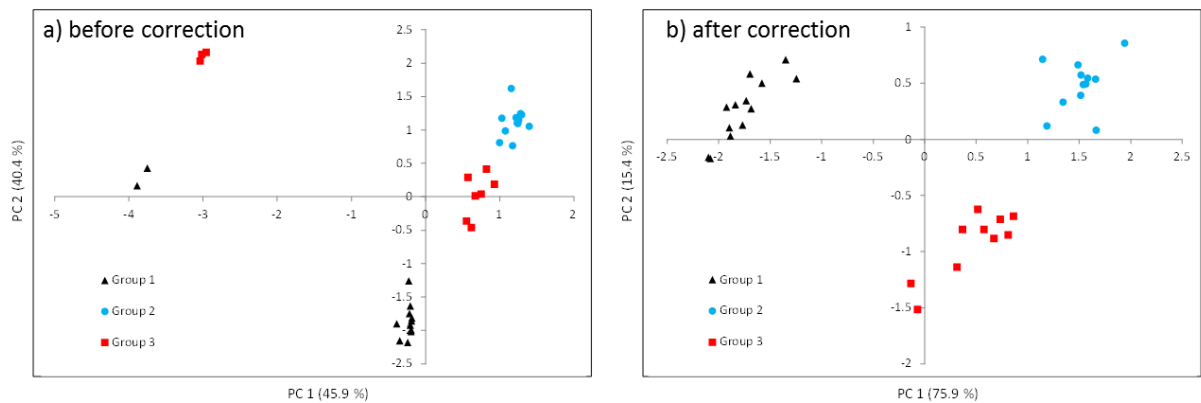 a) before correction
2.5
2
1.5
1
0.5
0
-5 -4 -3 -2 -1 0 1 2
-0.5
-1
-1.5
-2
-2.5
PC 2 (40.4 %)
PC 1 (45.9 %)
Group 1
Group 2
Group 3
b) after correction
1
0.5
0
-2.5 -2 -1.5 -1 -0.5 0 0.5 1 1.5 2 2.5
-0.5
-1
-1.5
-2
PC 2 (15.4 %)
PC 1 (75.9 %)
Group 1
Group 2
Group 3